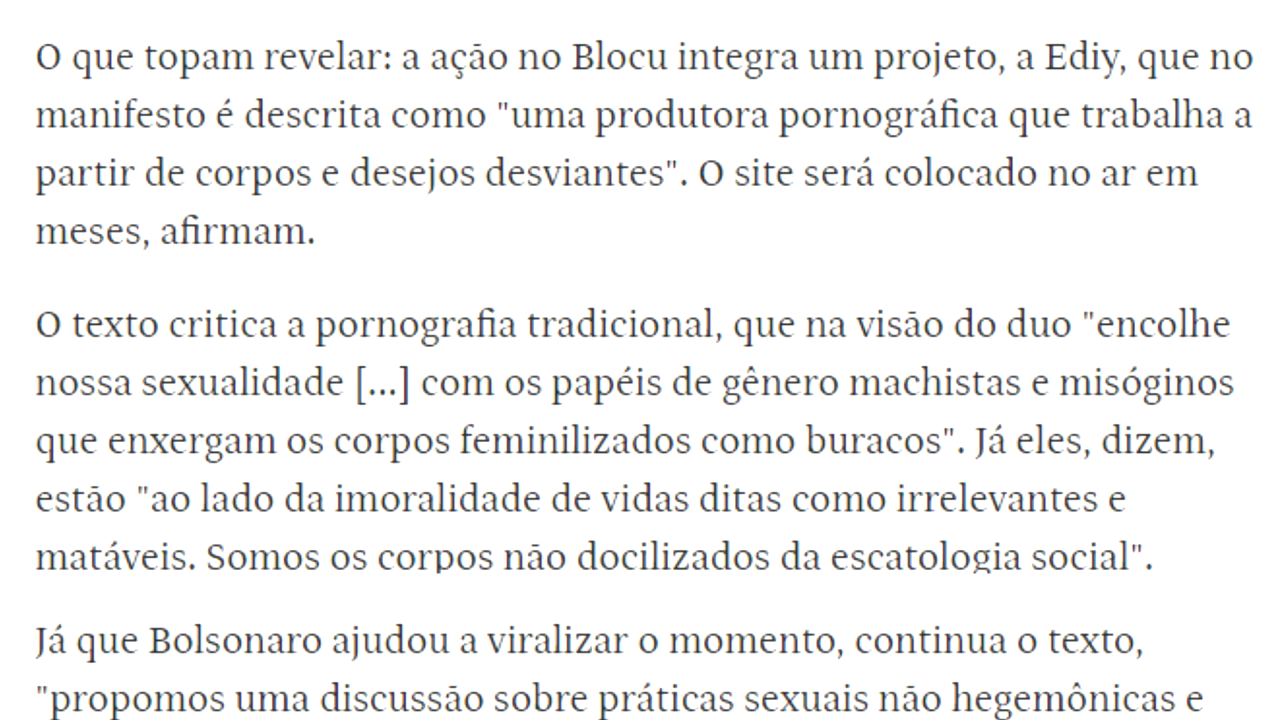 O que topam revelar: a ação no Blocu integra um projeto, a Ediy, que no
manifesto é descrita como "uma produtora pornográfica que trabalha a
partir de corpos e desejos desviantes". O site será colocado no ar em
meses, afirmam.
O texto critica a pornografia tradicional, que na visão do duo "encolhe
nossa sexualidade [...] com os papéis de gênero machistas e misóginos
que enxergam os corpos feminilizados como buracos". Já eles, dizem,
estão "ao lado da imoralidade de vidas ditas como irrelevantes e
matáveis. Somos os corpos não docilizados da escatologia social".
Já que Bolsonaro ajudou a viralizar o momento, continua o texto,
"propomos uma discussão sobre práticas sexuais não hegemônicas e